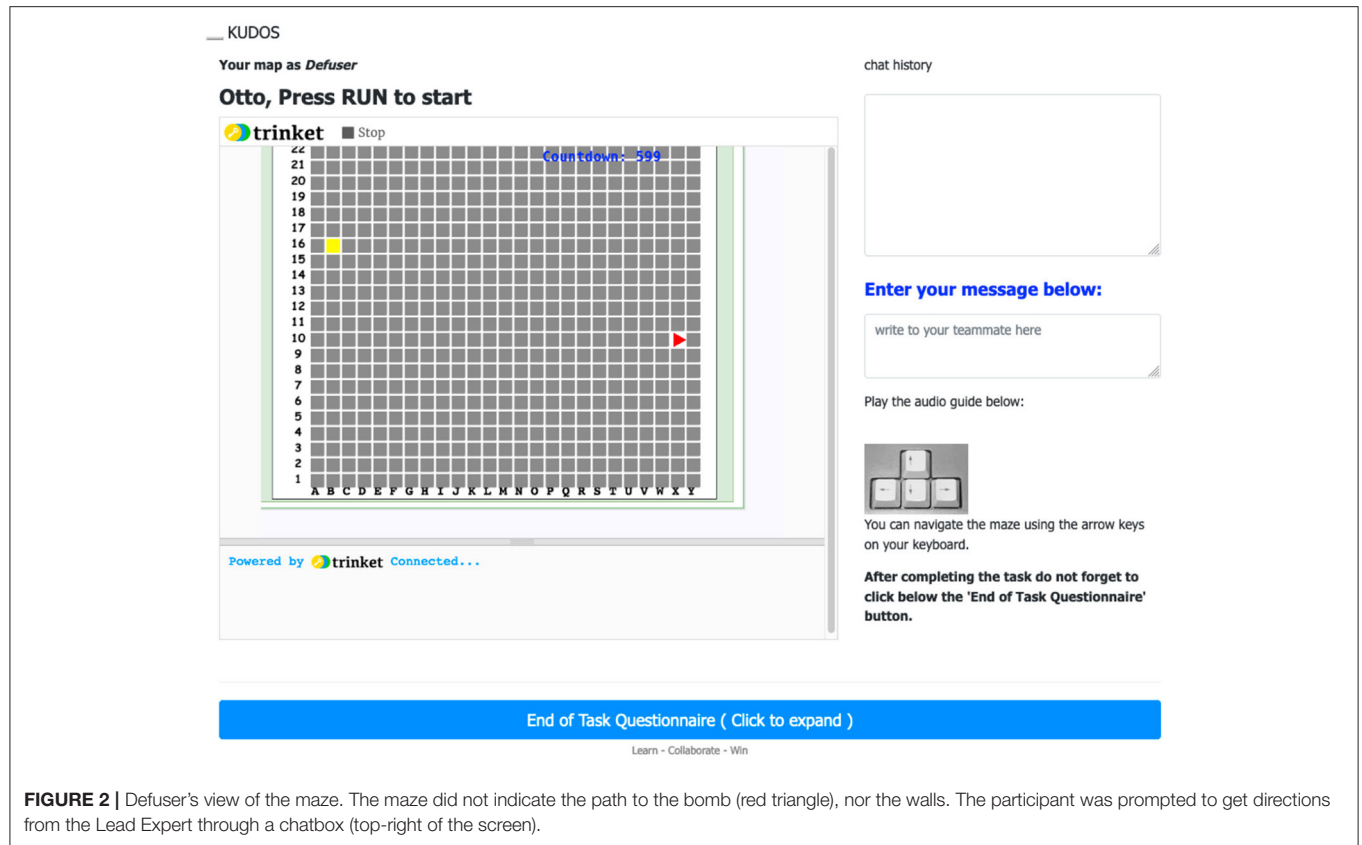 __ KUDOS
Your map as Defuser
Otto, Press RUN to start
trinket Stop
Countdown: 599
22
21
20
19
18
17
16
15
14
13
12
11
10
9
8
7
6
5
4
3
2
1
A B C D E F G H I J K L M N O P Q R S T U V W X Y
Powered by trinket Connected...
chat history
Enter your message below:
write to your teammate here
Play the audio guide below:
You can navigate the maze using the arrow keys
on your keyboard.
After completing the task do not forget to
click below the 'End of Task Questionnaire'
button.
End of Task Questionnaire ( Click to expand )
Learn - Collaborate - Win
FIGURE 2 | Defuser's view of the maze. The maze did not indicate the path to the bomb (red triangle), nor the walls. The participant was prompted to get directions
from the Lead Expert through a chatbox (top-right of the screen).